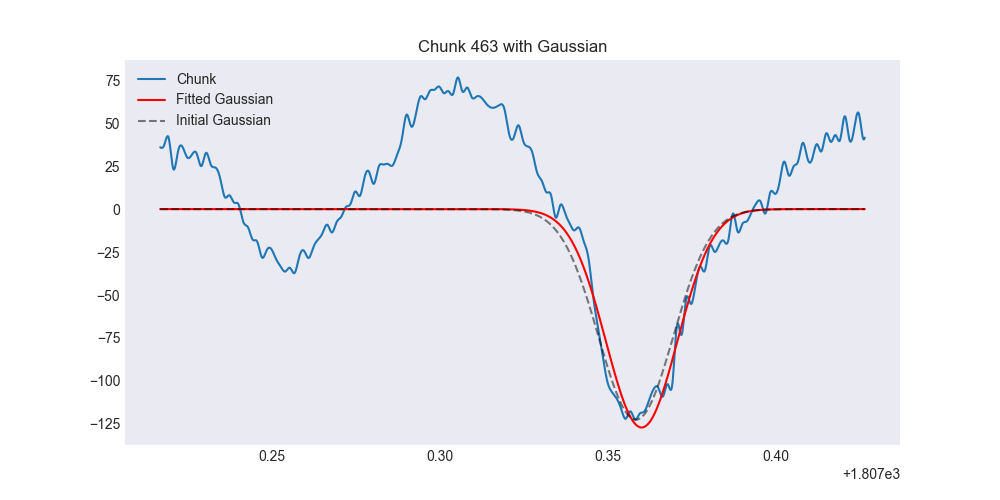 Chunk 463 with Gaussian
Chunk
Fitted Gaussian
Initial Gaussian
75
50
25
0
−25
−50
−75
−100
−125
0.25
0.30
0.35
0.40
+1.807e3